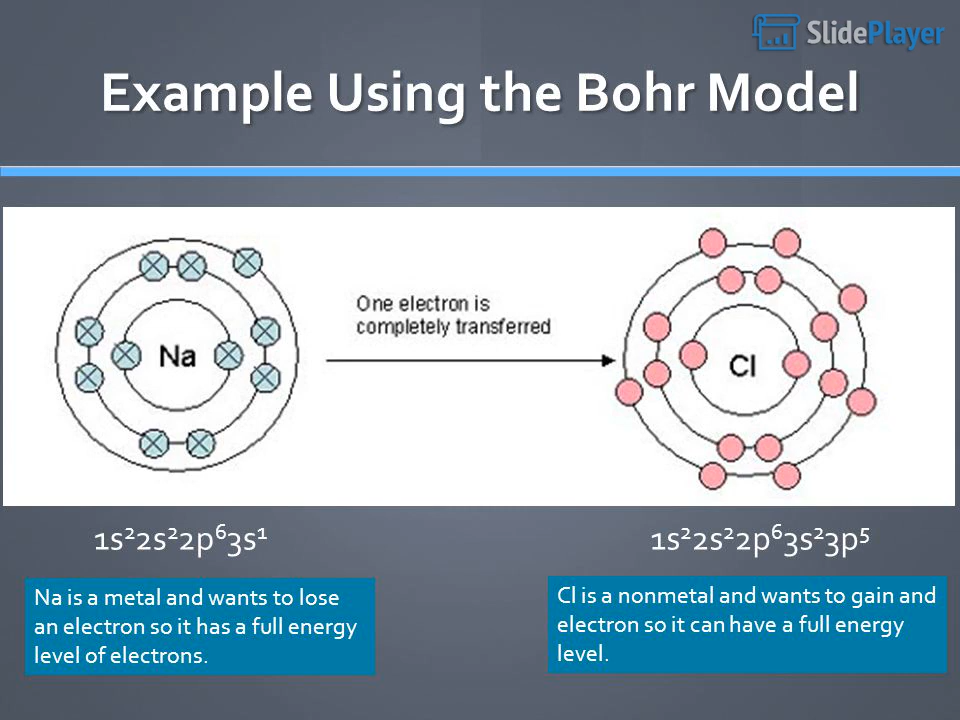 SlidePlayer
Example Using the Bohr Model
One electron is
completely transferred
Na
Cl
1s²2s²2p⁶3s¹
1s²2s²2p⁶3s²3p⁵
Na is a metal and wants to lose
an electron so it has a full energy
level of electrons.
Cl is a nonmetal and wants to gain and
electron so it can have a full energy
level.